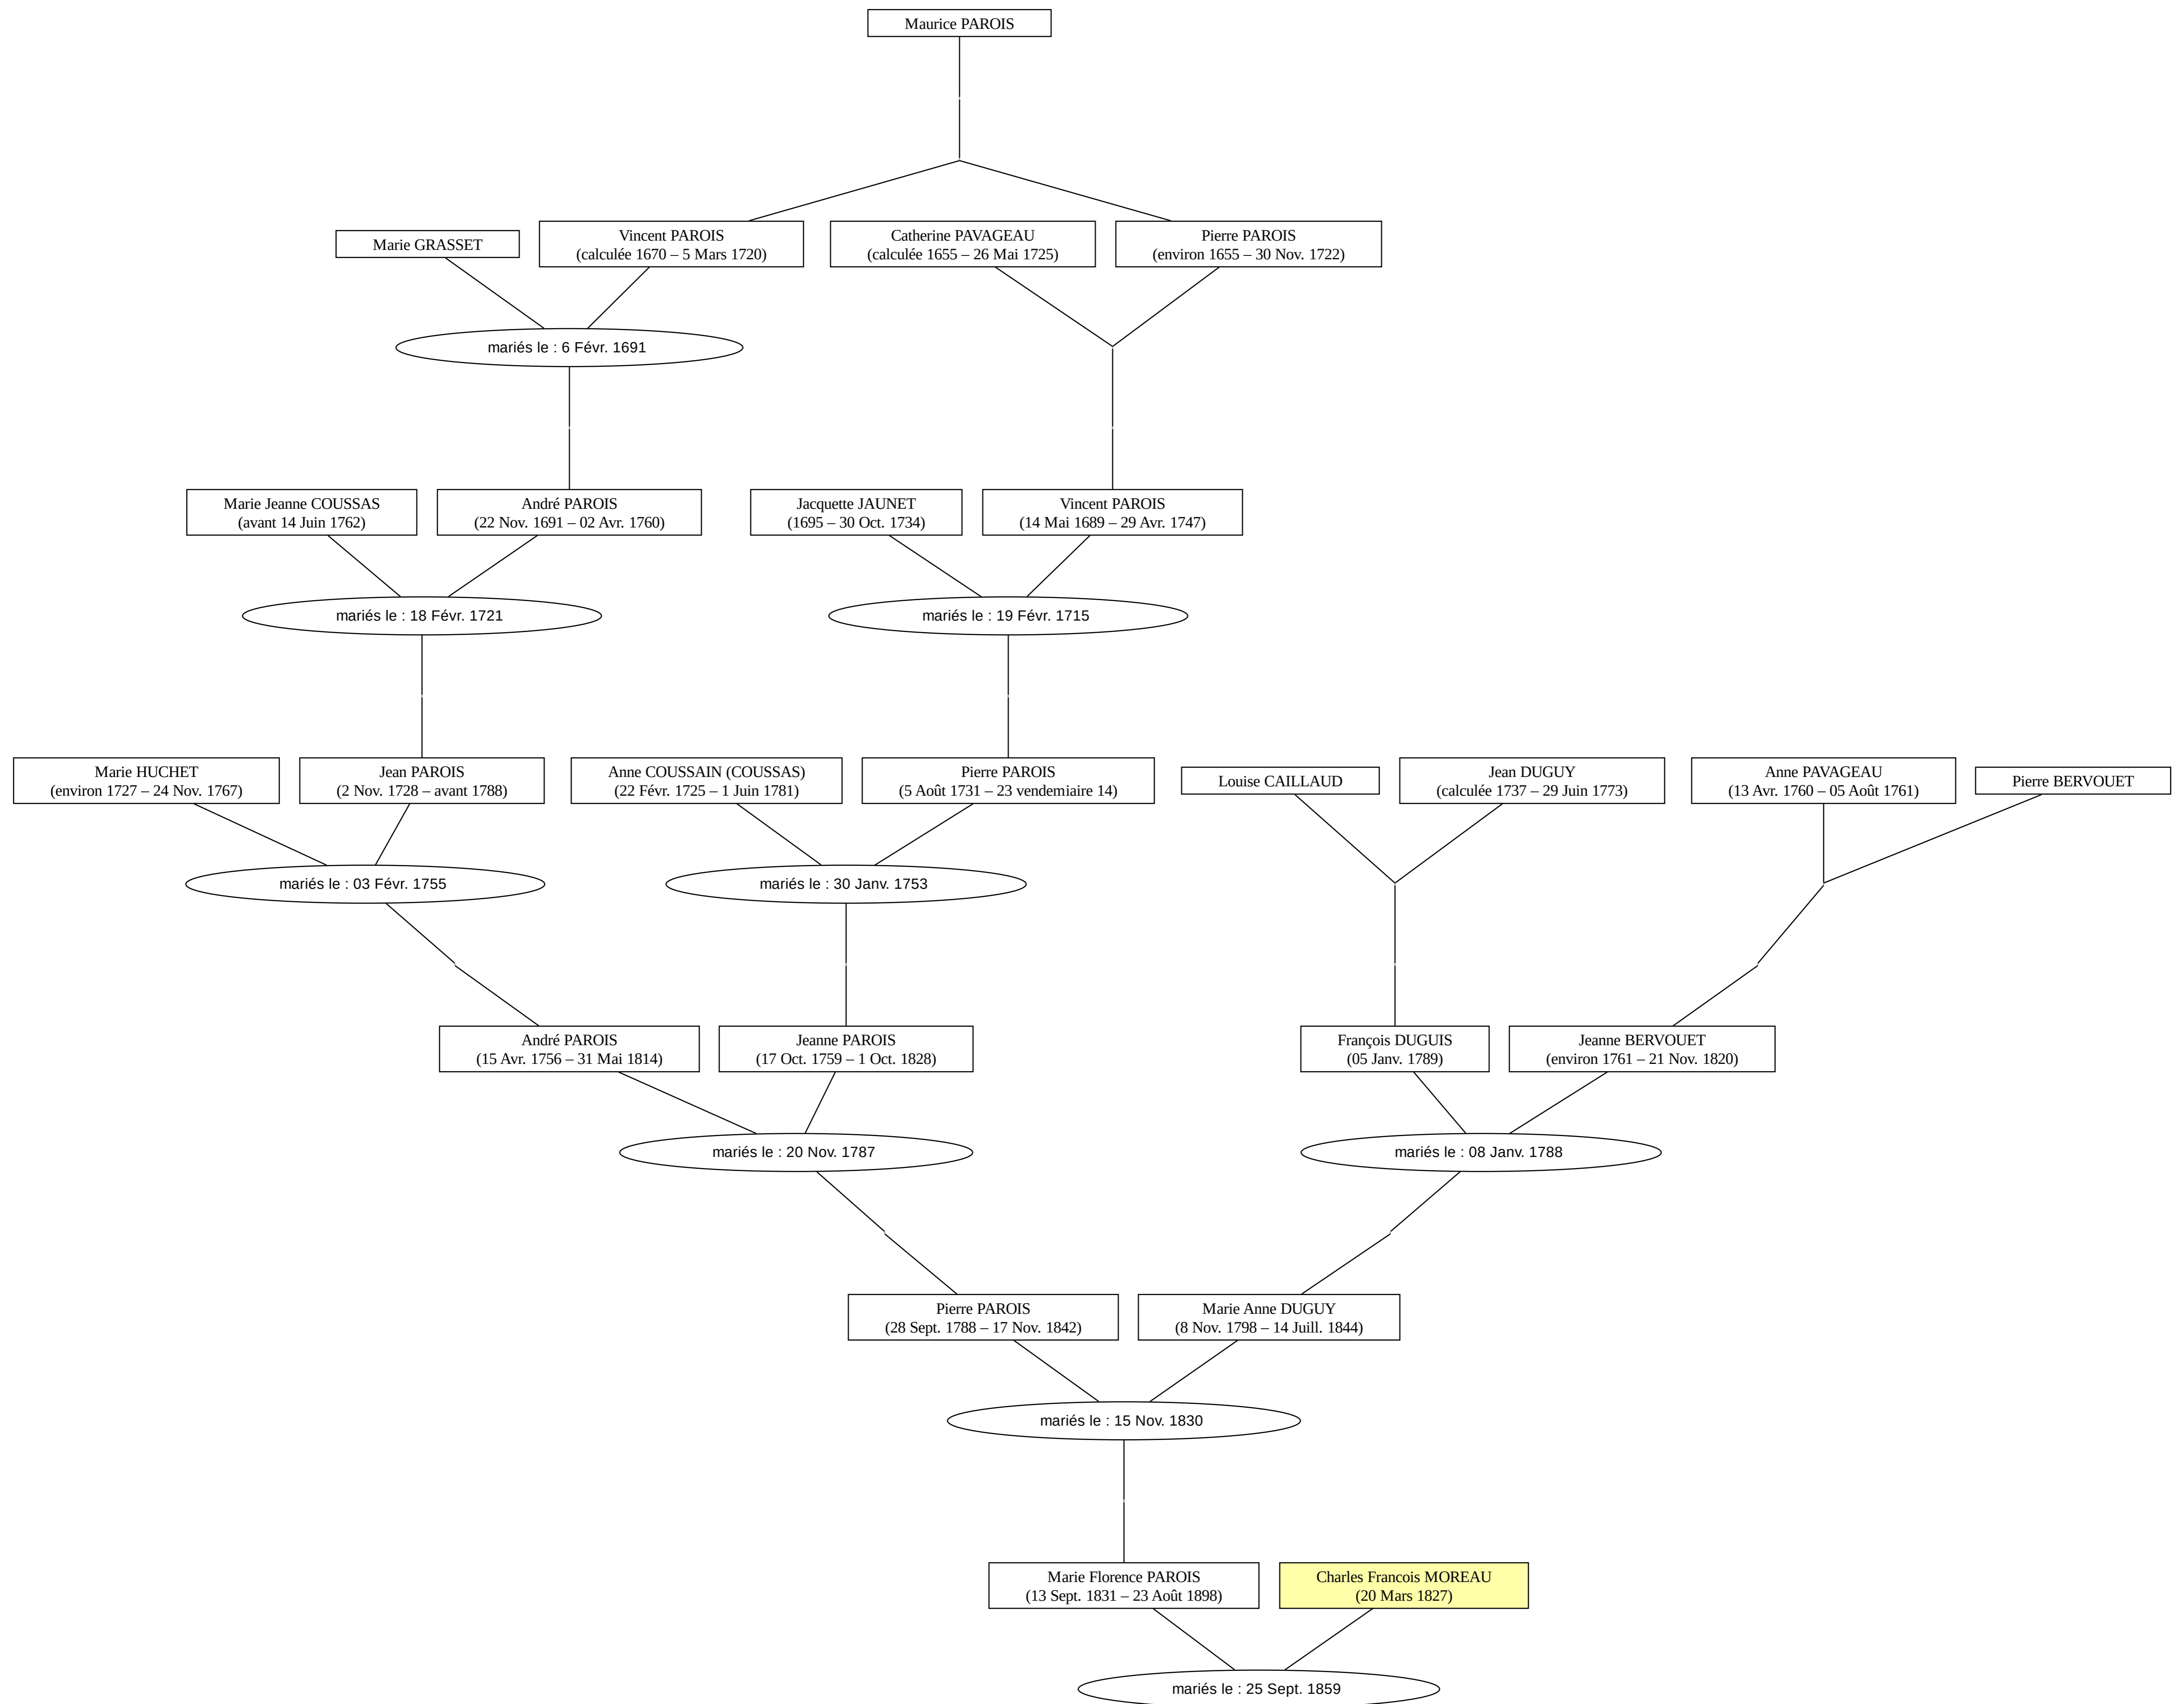 Maurice PAROIS
Marie GRASSET
Vincent PAROIS
(calculée 1670 – 5 Mars 1720)
Catherine PAVAGEAU
(calculée 1655 – 26 Mai 1725)
Pierre PAROIS
(environ 1655 – 30 Nov. 1722)
mariés le : 6 Févr. 1691
Marie Jeanne COUSSAS
(avant 14 Juin 1762)
André PAROIS
(22 Nov. 1691 – 02 Avr. 1760)
Jacquette JAUNET
(1695 – 30 Oct. 1734)
Vincent PAROIS
(14 Mai 1689 – 29 Avr. 1747)
mariés le : 18 Févr. 1721
mariés le : 19 Févr. 1715
Marie HUCHET
(environ 1727 – 24 Nov. 1767)
Jean PAROIS
(2 Nov. 1728 – avant 1788)
Anne COUSSAIN (COUSSAS)
(22 Févr. 1725 – 1 Juin 1781)
Pierre PAROIS
(5 Août 1731 – 23 vendemiaire 14)
Louise CAILLAUD
Jean DUGUY
(calculée 1737 – 29 Juin 1773)
Anne PAVAGEAU
(13 Avr. 1760 – 05 Août 1761)
Pierre BERVOUET
mariés le : 03 Févr. 1755
mariés le : 30 Janv. 1753
André PAROIS
(15 Avr. 1756 – 31 Mai 1814)
Jeanne PAROIS
(17 Oct. 1759 – 1 Oct. 1828)
François DUGUIS
(05 Janv. 1789)
Jeanne BERVOUET
(environ 1761 – 21 Nov. 1820)
mariés le : 20 Nov. 1787
mariés le : 08 Janv. 1788
Pierre PAROIS
(28 Sept. 1788 – 17 Nov. 1842)
Marie Anne DUGUY
(8 Nov. 1798 – 14 Juill. 1844)
mariés le : 15 Nov. 1830
Marie Florence PAROIS
(13 Sept. 1831 – 23 Août 1898)
Charles Francois MOREAU
(20 Mars 1827)
mariés le : 25 Sept. 1859